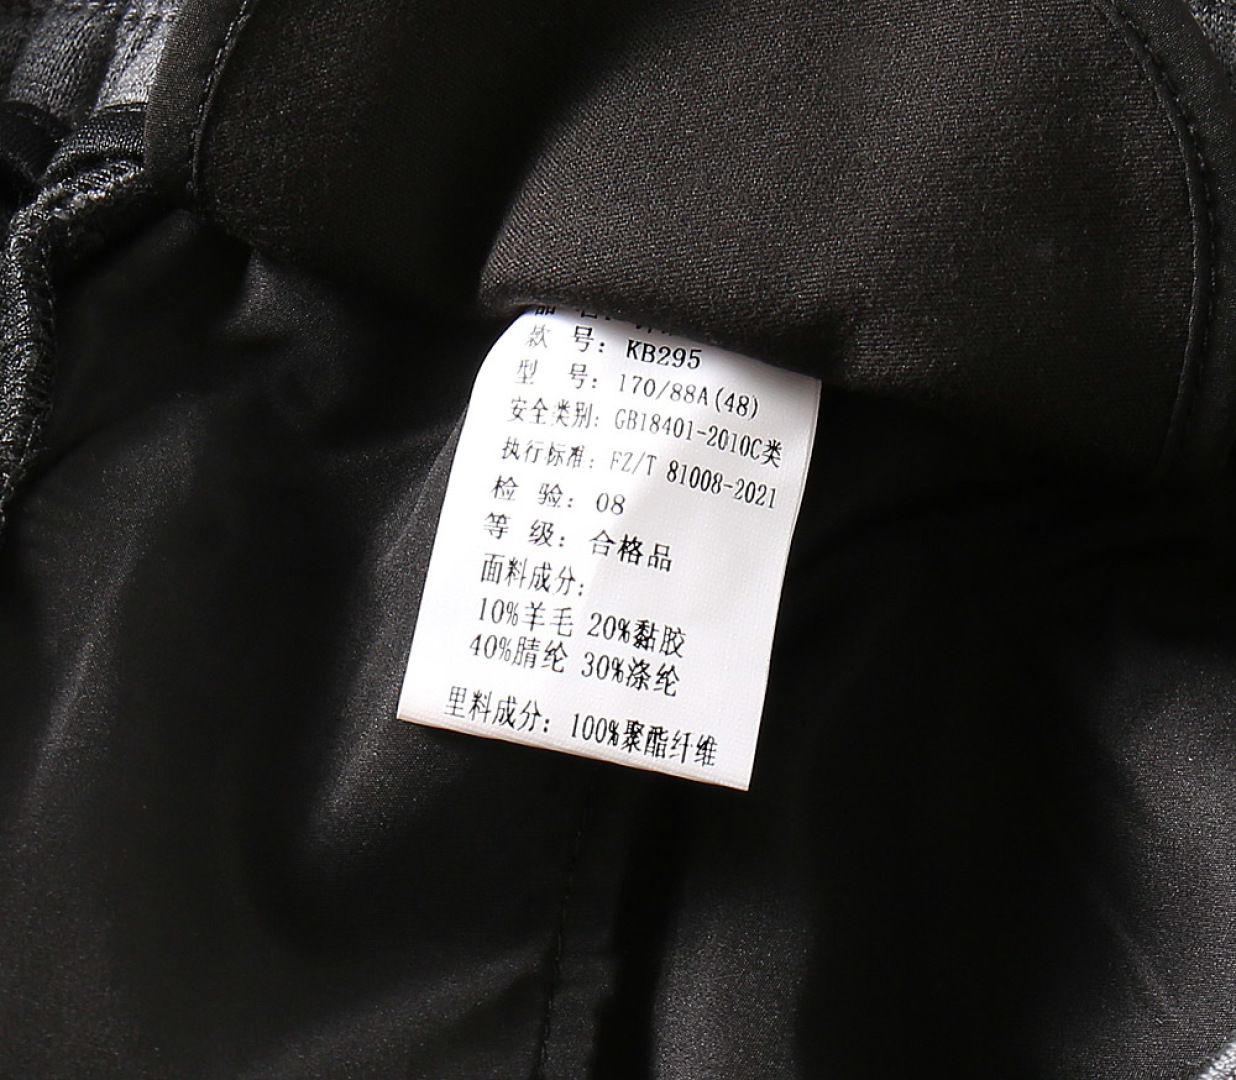 品 名:
款 号: KB295
型 号: 170/88A(48)
安全类别: GB18401-2010C类
执行标准: FZ/T 81008-2021
检 验: 08
等 级: 合格品
面料成分:
10%羊毛 20%黏胶
40%腈纶 30%涤纶
里料成分: 100%聚酯纤维